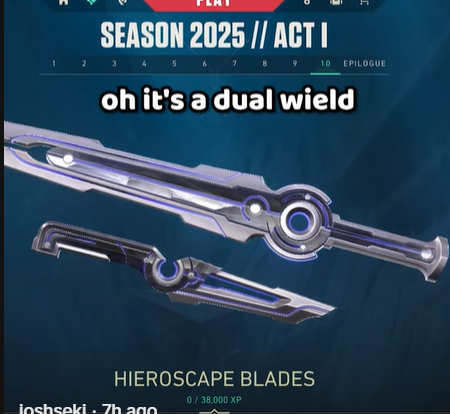 PLAY
SEASON 2025 // ACT I
1 2 3 4 5 6 7 8 9 10 EPILOGUE
oh it's a dual wield
HIEROSCAPE BLADES
0 / 38,000 XP
joshseki · 7h ago